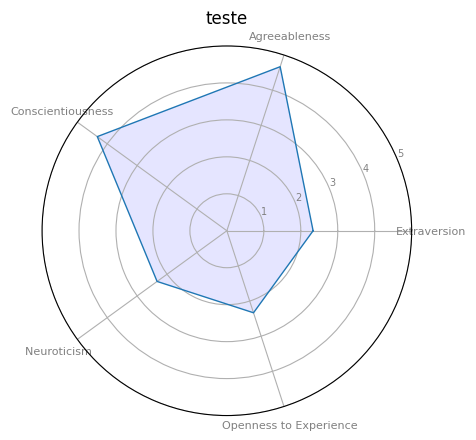 teste
Agreeableness
Conscientiousness
5
4
3
2
1
Extraversion
Neuroticism
Openness to Experience